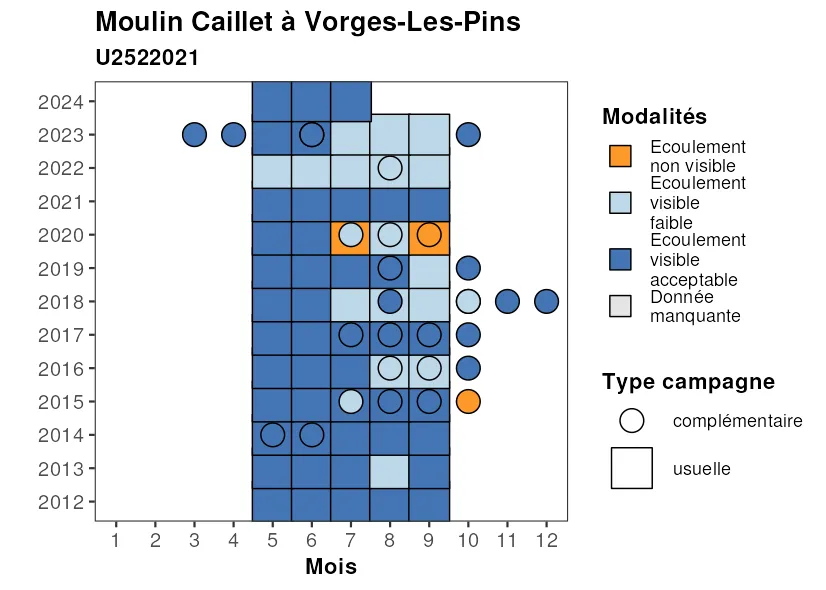 Moulin Caillet à Vorges-Les-Pins
U2522021
2024
2023
2022
2021
2020
2019
2018
2017
2016
2015
2014
2013
2012
1 2 3 4 5 6 7 8 9 10 11 12
Mois
Modalités
Ecoulement
non visible
Ecoulement
visible
faible
Ecoulement
visible
acceptable
Donnée
manquante
Type campagne
complémentaire
usuelle